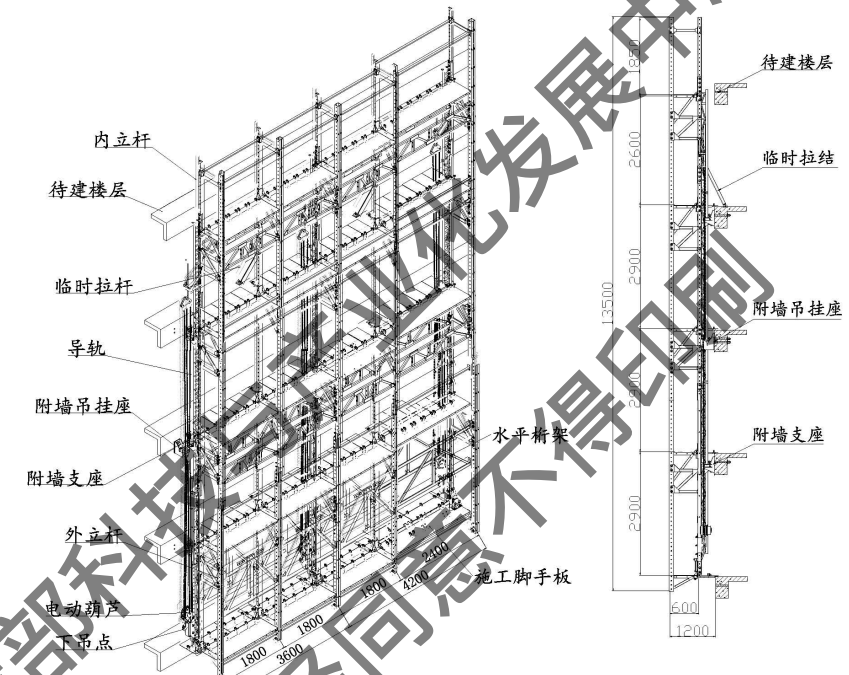 内立杆
待建楼层
临时拉杆
导轨
附墙吊挂座
附墙支座
外立杆
电动葫芦
下吊点
水平桁架
施工脚手板
1800
3600
1800
1800
4200
2400
待建楼层
临时拉结
附墙吊挂座
附墙支座
850
2600
2900
2900
2900
13500
600
1200
部科技与产业化发展中
同意不得印刷